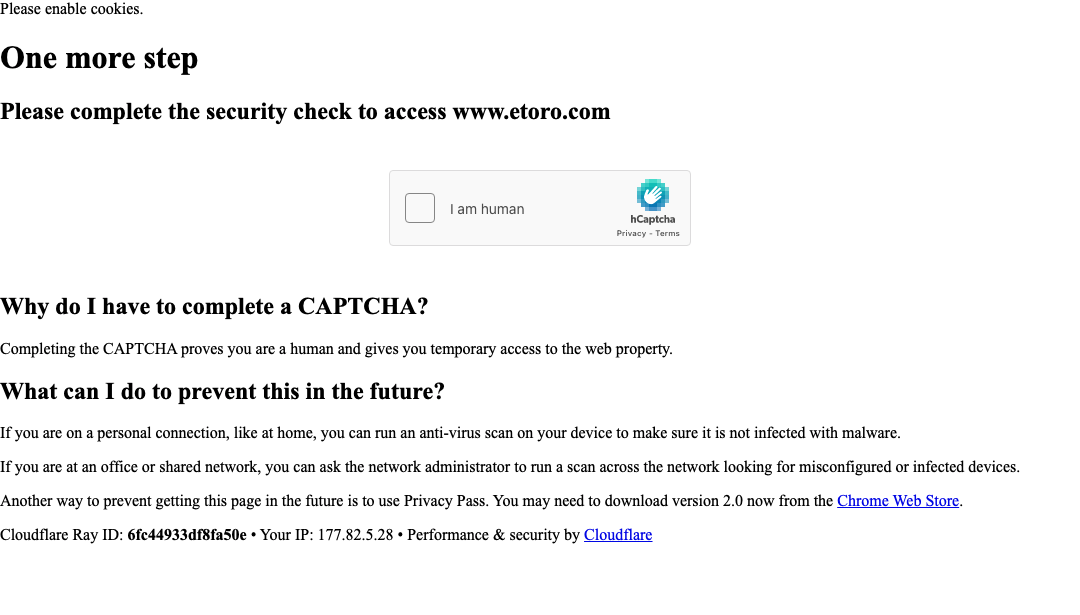 Please enable cookies.
One more step
Please complete the security check to access www.etoro.com
I am human
hCaptcha
Privacy - Terms
Why do I have to complete a CAPTCHA?
Completing the CAPTCHA proves you are a human and gives you temporary access to the web property.
What can I do to prevent this in the future?
If you are on a personal connection, like at home, you can run an anti-virus scan on your device to make sure it is not infected with malware.
If you are at an office or shared network, you can ask the network administrator to run a scan across the network looking for misconfigured or infected devices.
Another way to prevent getting this page in the future is to use Privacy Pass. You may need to download version 2.0 now from the Chrome Web Store.
Cloudflare Ray ID: 6fc44933df8fa50e • Your IP: 177.82.5.28 • Performance & security by Cloudflare